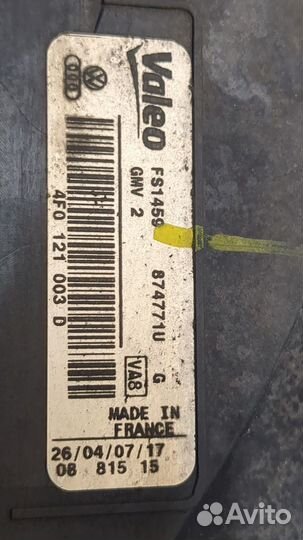 Valeo
FS1459
GMV 2
874771U
G
VA8
4F0 121 003 D
MADE IN
FRANCE
26/04/07/17
08 815 15
Avito